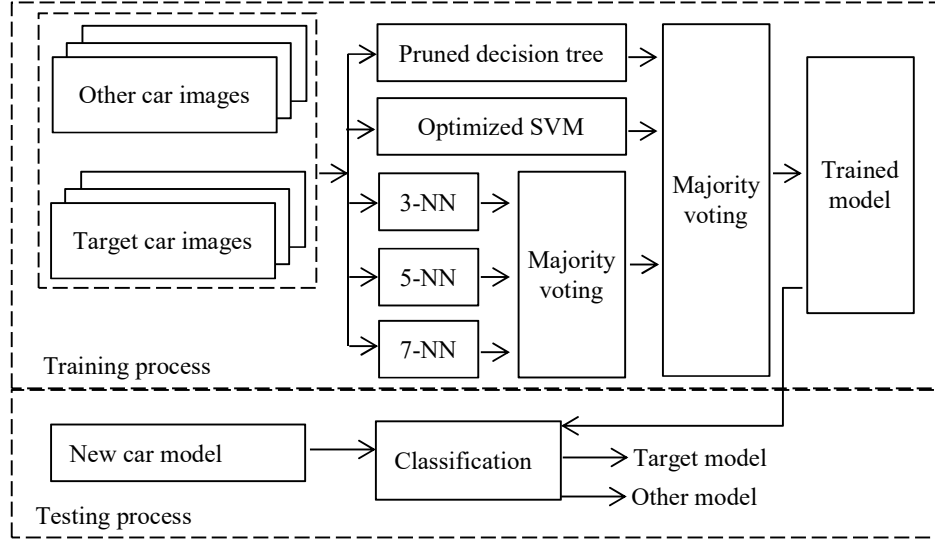 Other car images
Target car images
Pruned decision tree
Optimized SVM
3-NN
5-NN
7-NN
Majority
voting
Majority
voting
Trained
model
Training process
New car model
Classification
Target model
Other model
Testing process